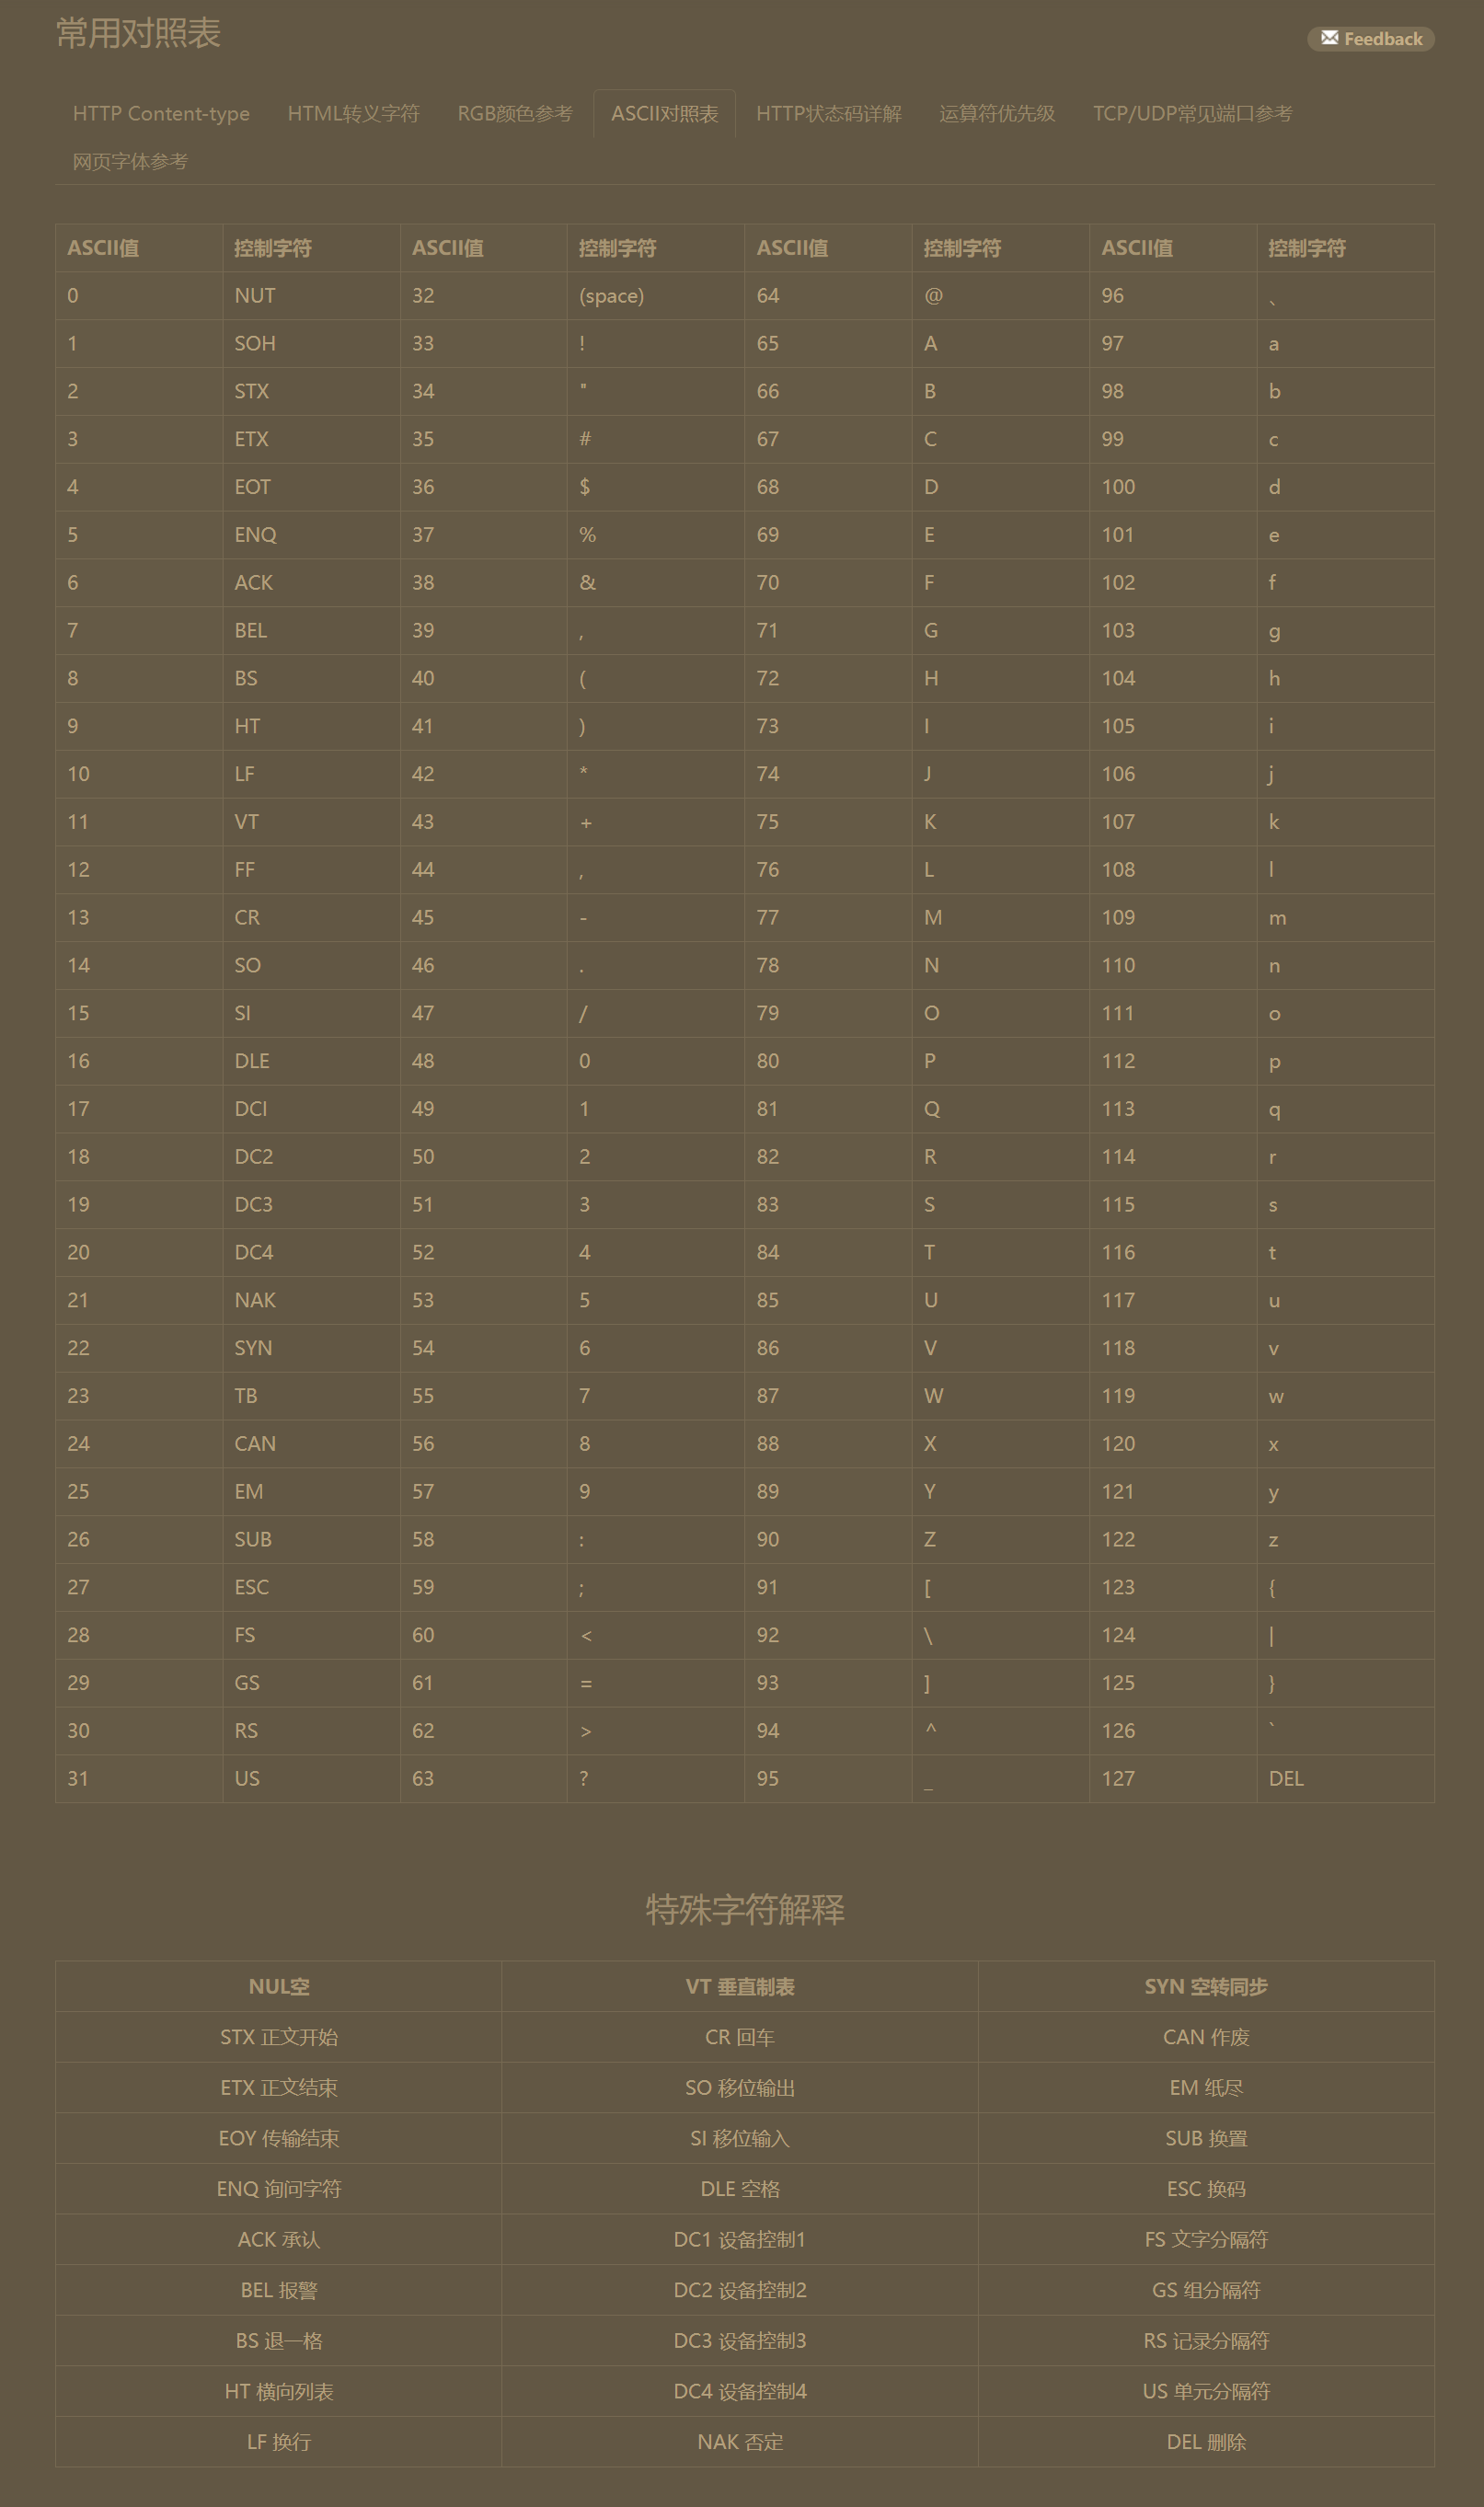 常用对照表
Feedback
HTTP Content-type HTML转义字符 RGB颜色参考 ASCII对照表 HTTP状态码详解 运算符优先级 TCP/UDP常见端口参考
网页字体参考
ASCII值 控制字符 ASCII值 控制字符 ASCII值 控制字符 ASCII值 控制字符
0 NUT 32 (space) 64 @ 96 、
1 SOH 33 ! 65 A 97 a
2 STX 34 " 66 B 98 b
3 ETX 35 # 67 C 99 c
4 EOT 36 $ 68 D 100 d
5 ENQ 37 % 69 E 101 e
6 ACK 38 & 70 F 102 f
7 BEL 39 , 71 G 103 g
8 BS 40 ( 72 H 104 h
9 HT 41 ) 73 I 105 i
10 LF 42 * 74 J 106 j
11 VT 43 + 75 K 107 k
12 FF 44 , 76 L 108 l
13 CR 45 - 77 M 109 m
14 SO 46 . 78 N 110 n
15 SI 47 / 79 O 111 o
16 DLE 48 0 80 P 112 p
17 DCI 49 1 81 Q 113 q
18 DC2 50 2 82 R 114 r
19 DC3 51 3 83 S 115 s
20 DC4 52 4 84 T 116 t
21 NAK 53 5 85 U 117 u
22 SYN 54 6 86 V 118 v
23 TB 55 7 87 W 119 w
24 CAN 56 8 88 X 120 x
25 EM 57 9 89 Y 121 y
26 SUB 58 : 90 Z 122 z
27 ESC 59 ; 91 [ 123 {
28 FS 60 < 92 \ 124 |
29 GS 61 = 93 ] 125 }
30 RS 62 > 94 ^ 126 `
31 US 63 ? 95 _ 127 DEL
特殊字符解释
NUL空 VT 垂直制表 SYN 空转同步
STX 正文开始 CR 回车 CAN 作废
ETX 正文结束 SO 移位输出 EM 纸尽
EOY 传输结束 SI 移位输入 SUB 换置
ENQ 询问字符 DLE 空格 ESC 换码
ACK 承认 DC1 设备控制1 FS 文字分隔符
BEL 报警 DC2 设备控制2 GS 组分隔符
BS 退一格 DC3 设备控制3 RS 记录分隔符
HT 横向列表 DC4 设备控制4 US 单元分隔符
LF 换行 NAK 否定 DEL 删除